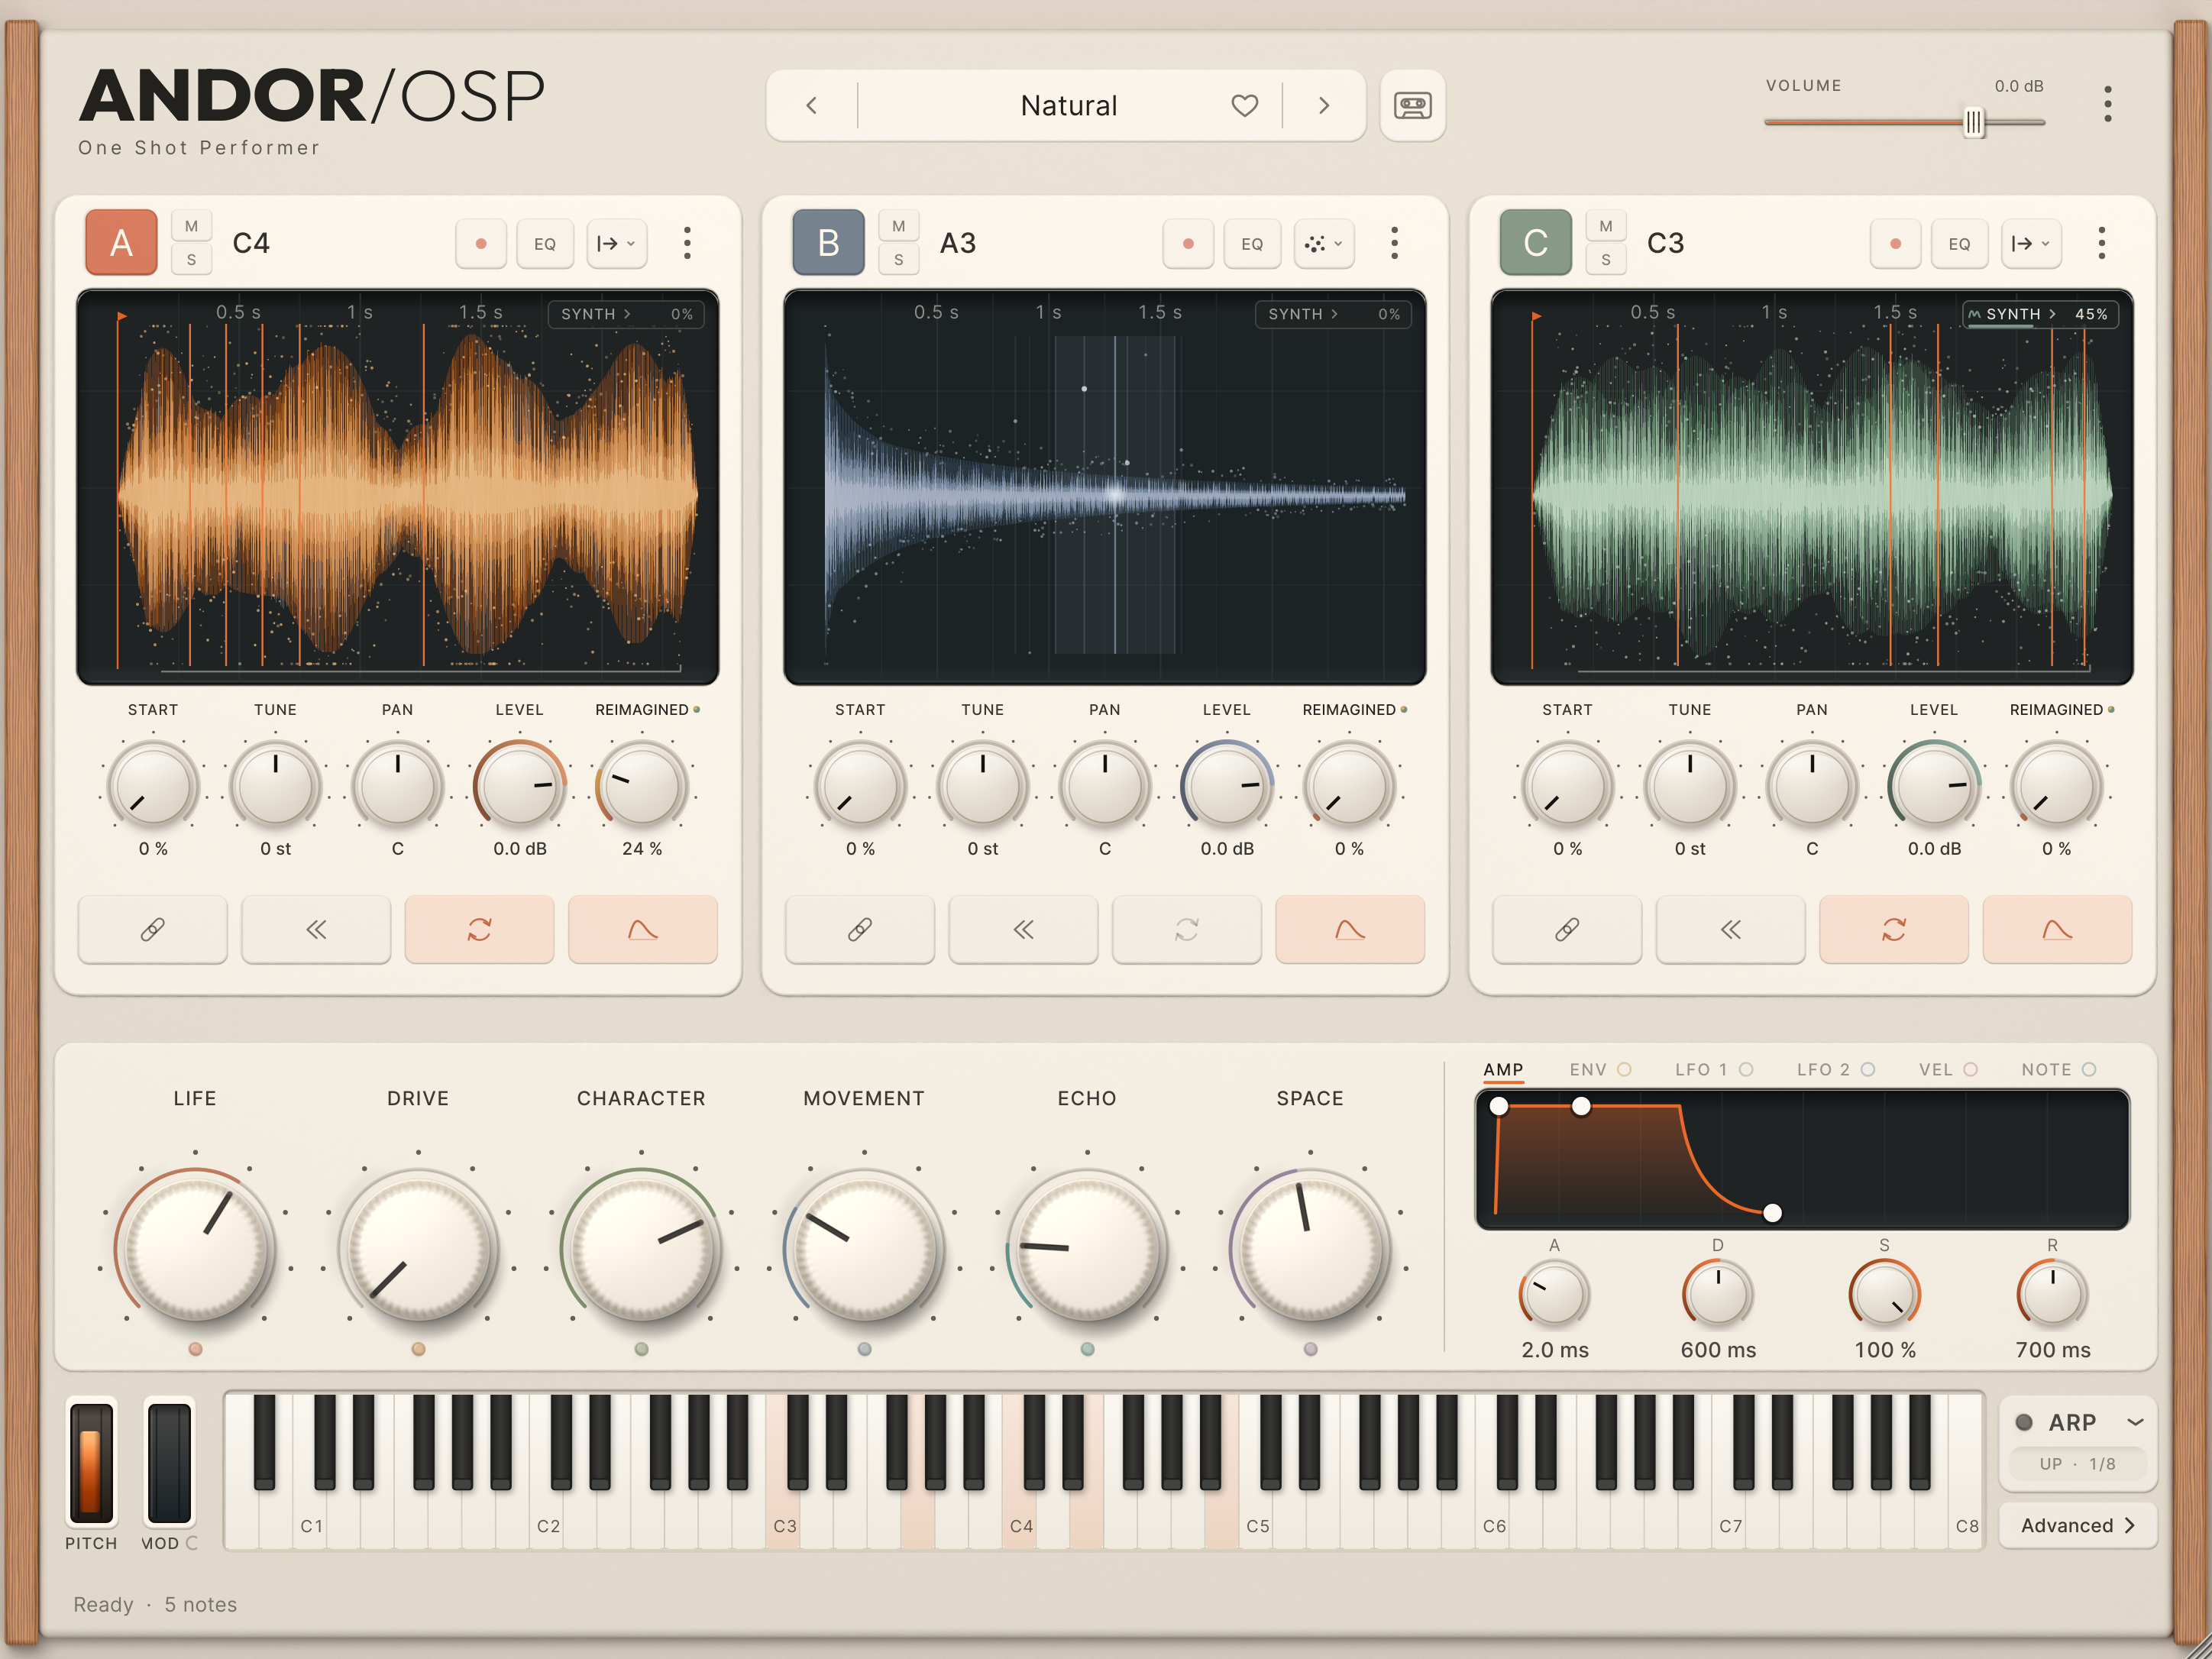 ANDOR/OSP
One Shot Performer
Natural
VOLUME 0.0 dB
A M S C4 EQ
0.5 s 1 s 1.5 s SYNTH > 0%
START TUNE PAN LEVEL REIMAGINED
0 % 0 st C 0.0 dB 24 %
B M S A3 EQ
0.5 s 1 s 1.5 s SYNTH > 0%
START TUNE PAN LEVEL REIMAGINED
0 % 0 st C 0.0 dB 0 %
C M S C3 EQ
0.5 s 1 s 1.5 s SYNTH > 45%
START TUNE PAN LEVEL REIMAGINED
0 % 0 st C 0.0 dB 0 %
LIFE DRIVE CHARACTER MOVEMENT ECHO SPACE
AMP ENV LFO 1 LFO 2 VEL NOTE
A D S R
2.0 ms 600 ms 100 % 700 ms
PITCH MOD
C1 C2 C3 C4 C5 C6 C7 C8
ARP
UP · 1/8
Advanced >
Ready · 5 notes